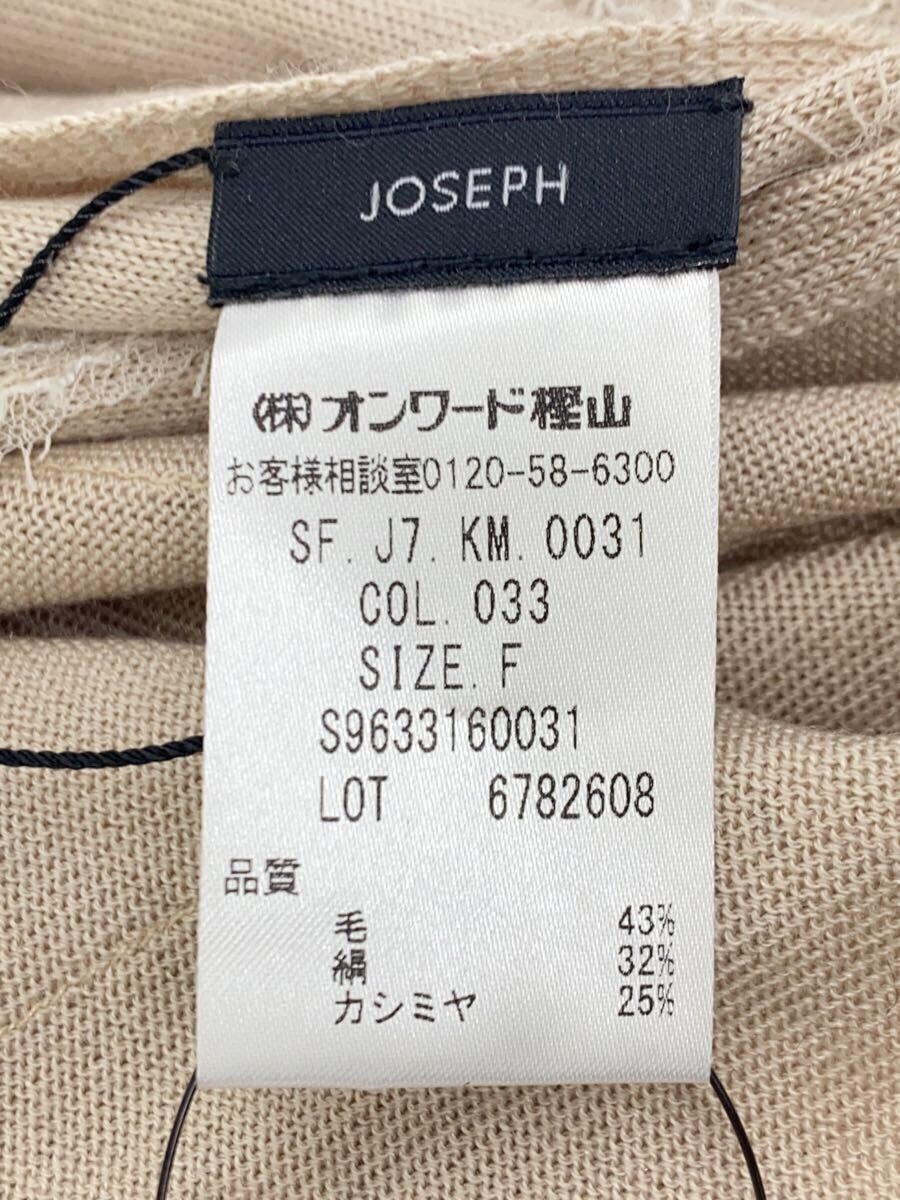 JOSEPH
(株)オンワード樫山
お客様相談室0120-58-6300
SF. J7. KM. 0031
COL. 033
SIZE. F
S9633160031
LOT 6782608
品質
毛 43%
絹 32%
カシミヤ 25%